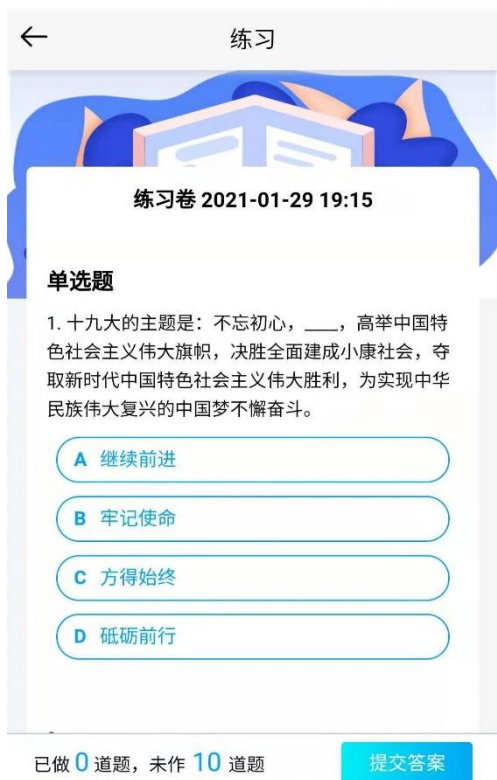 练习
练习卷 2021-01-29 19:15
单选题
1. 十九大的主题是：不忘初心，____，高举中国特
色社会主义伟大旗帜，决胜全面建成小康社会，夺
取新时代中国特色社会主义伟大胜利，为实现中华
民族伟大复兴的中国梦不懈奋斗。
A 继续前进
B 牢记使命
C 方得始终
D 砥砺前行
已做 0 道题，未作 10 道题
提交答案